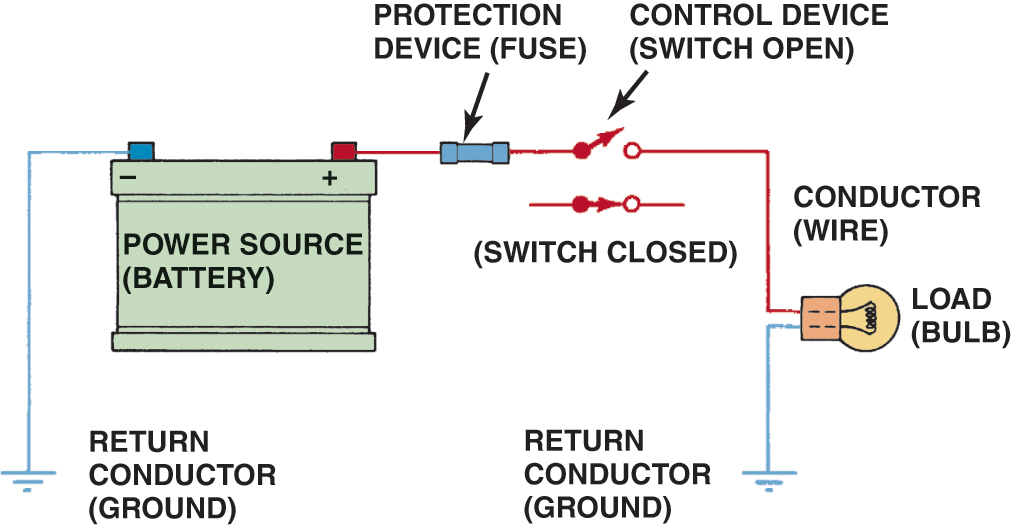 PROTECTION
DEVICE (FUSE)
CONTROL DEVICE
(SWITCH OPEN)
− +
POWER SOURCE
(BATTERY)
(SWITCH CLOSED)
CONDUCTOR
(WIRE)
LOAD
(BULB)
RETURN
CONDUCTOR
(GROUND)
RETURN
CONDUCTOR
(GROUND)